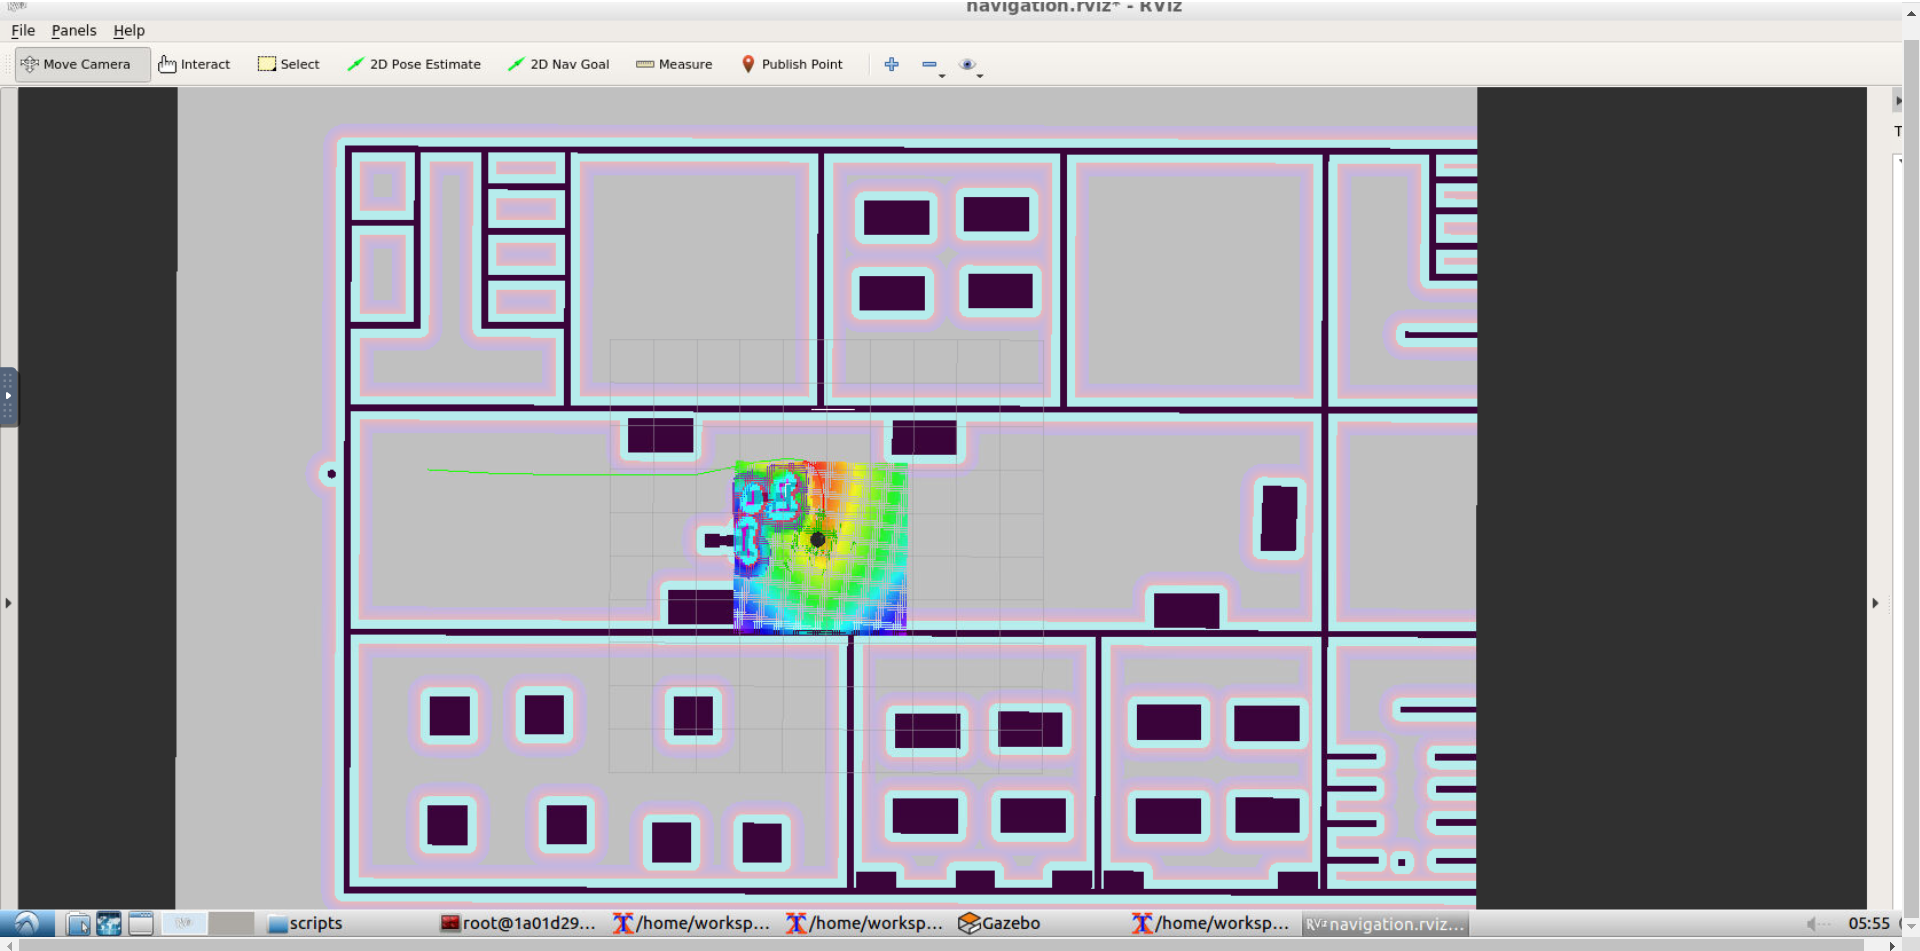 navigation.rviz* - RViz
File Panels Help
Move Camera Interact Select 2D Pose Estimate 2D Nav Goal Measure Publish Point
T
scripts root@1a01d29... /home/worksp... /home/worksp... Gazebo /home/worksp... RViz navigation.rviz... 05:55